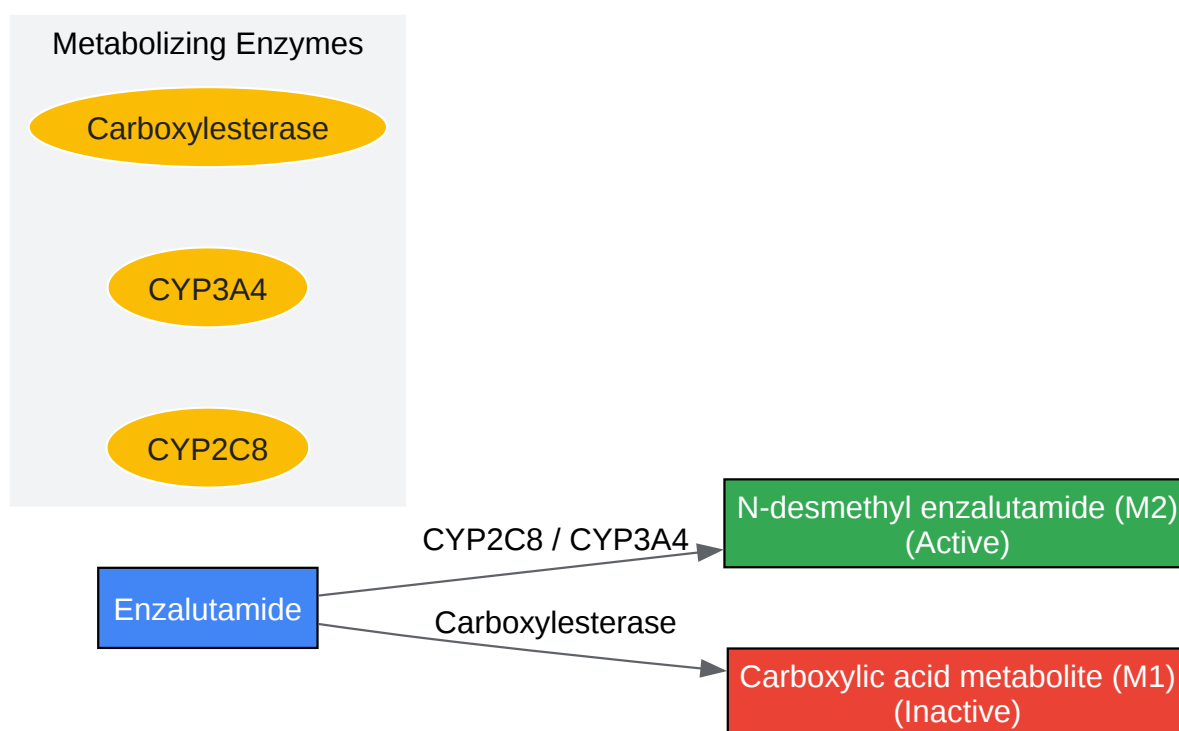 Metabolizing Enzymes
Carboxylesterase
CYP3A4
CYP2C8
CYP2C8 / CYP3A4
N-desmethyl enzalutamide (M2)
(Active)
Enzalutamide
Carboxylesterase
Carboxylic acid metabolite (M1)
(Inactive)